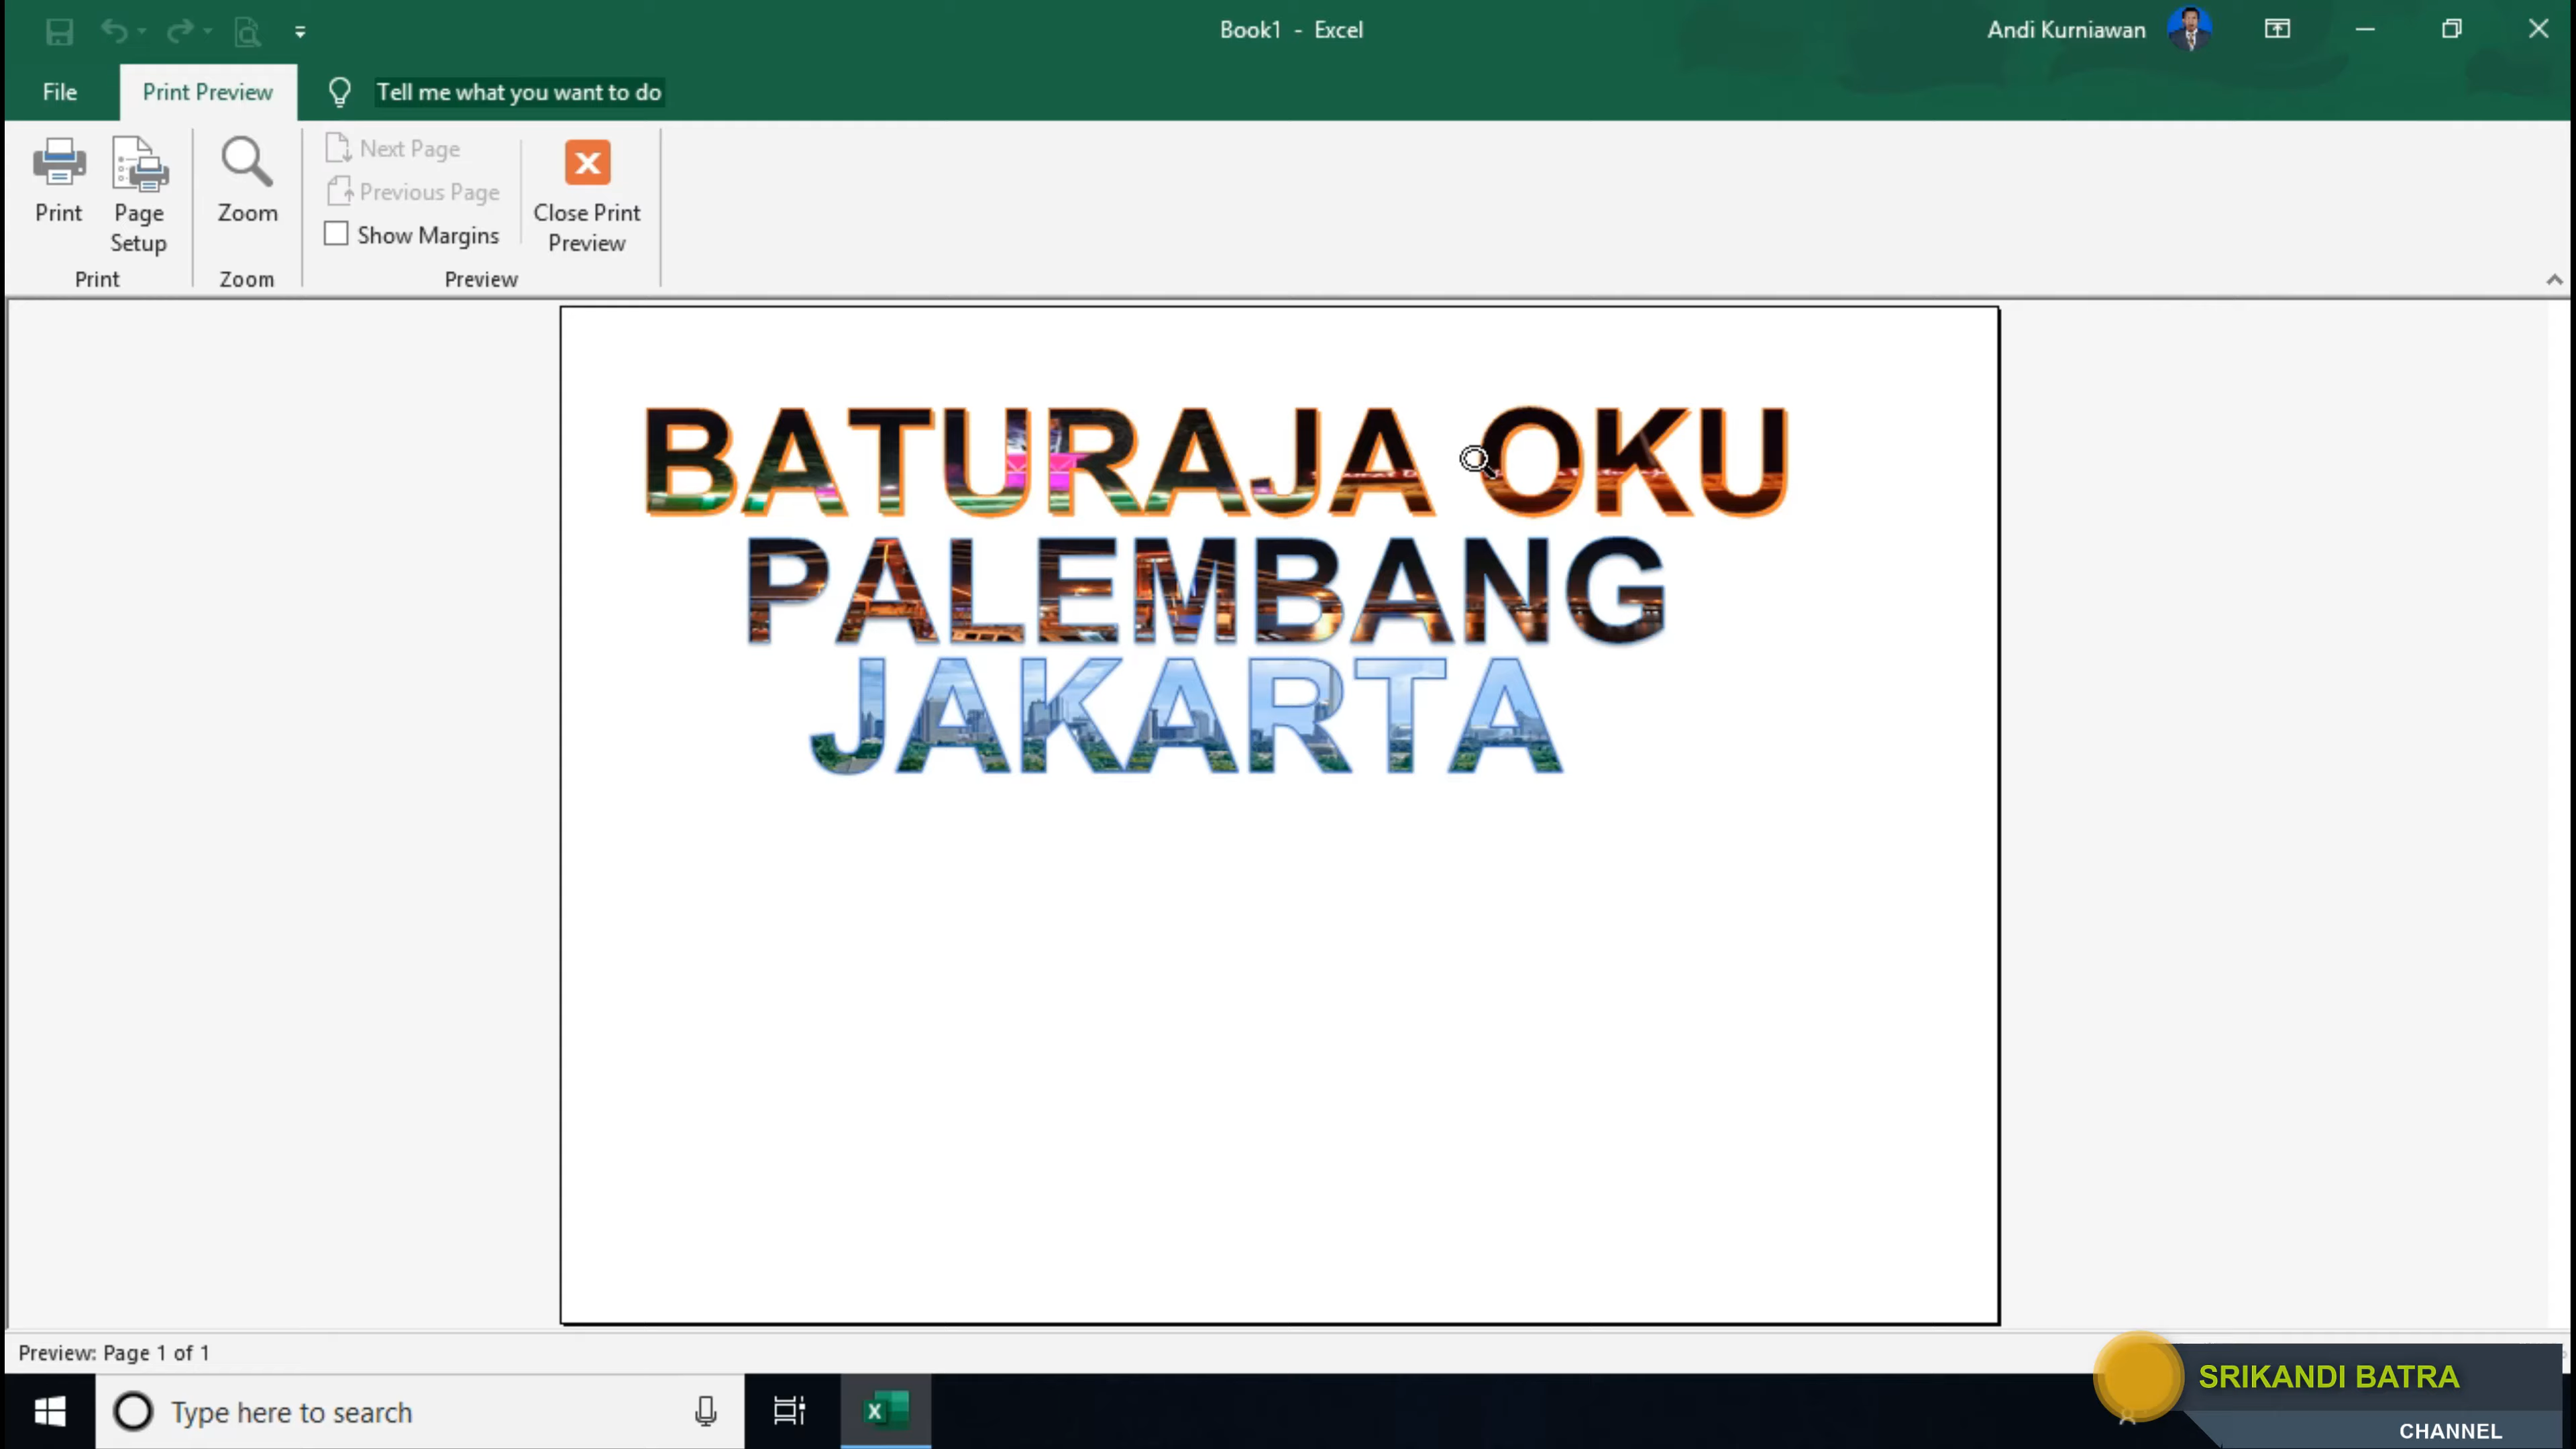 Book1 - Excel
Andi Kurniawan
File
Print Preview
Tell me what you want to do
Print
Page Setup
Zoom
Next Page
Previous Page
Show Margins
Close Print Preview
Print
Zoom
Preview
BATURAJA OKU
PALEMBANG
JAKARTA
Preview: Page 1 of 1
Type here to search
SRIKANDI BATRA
CHANNEL